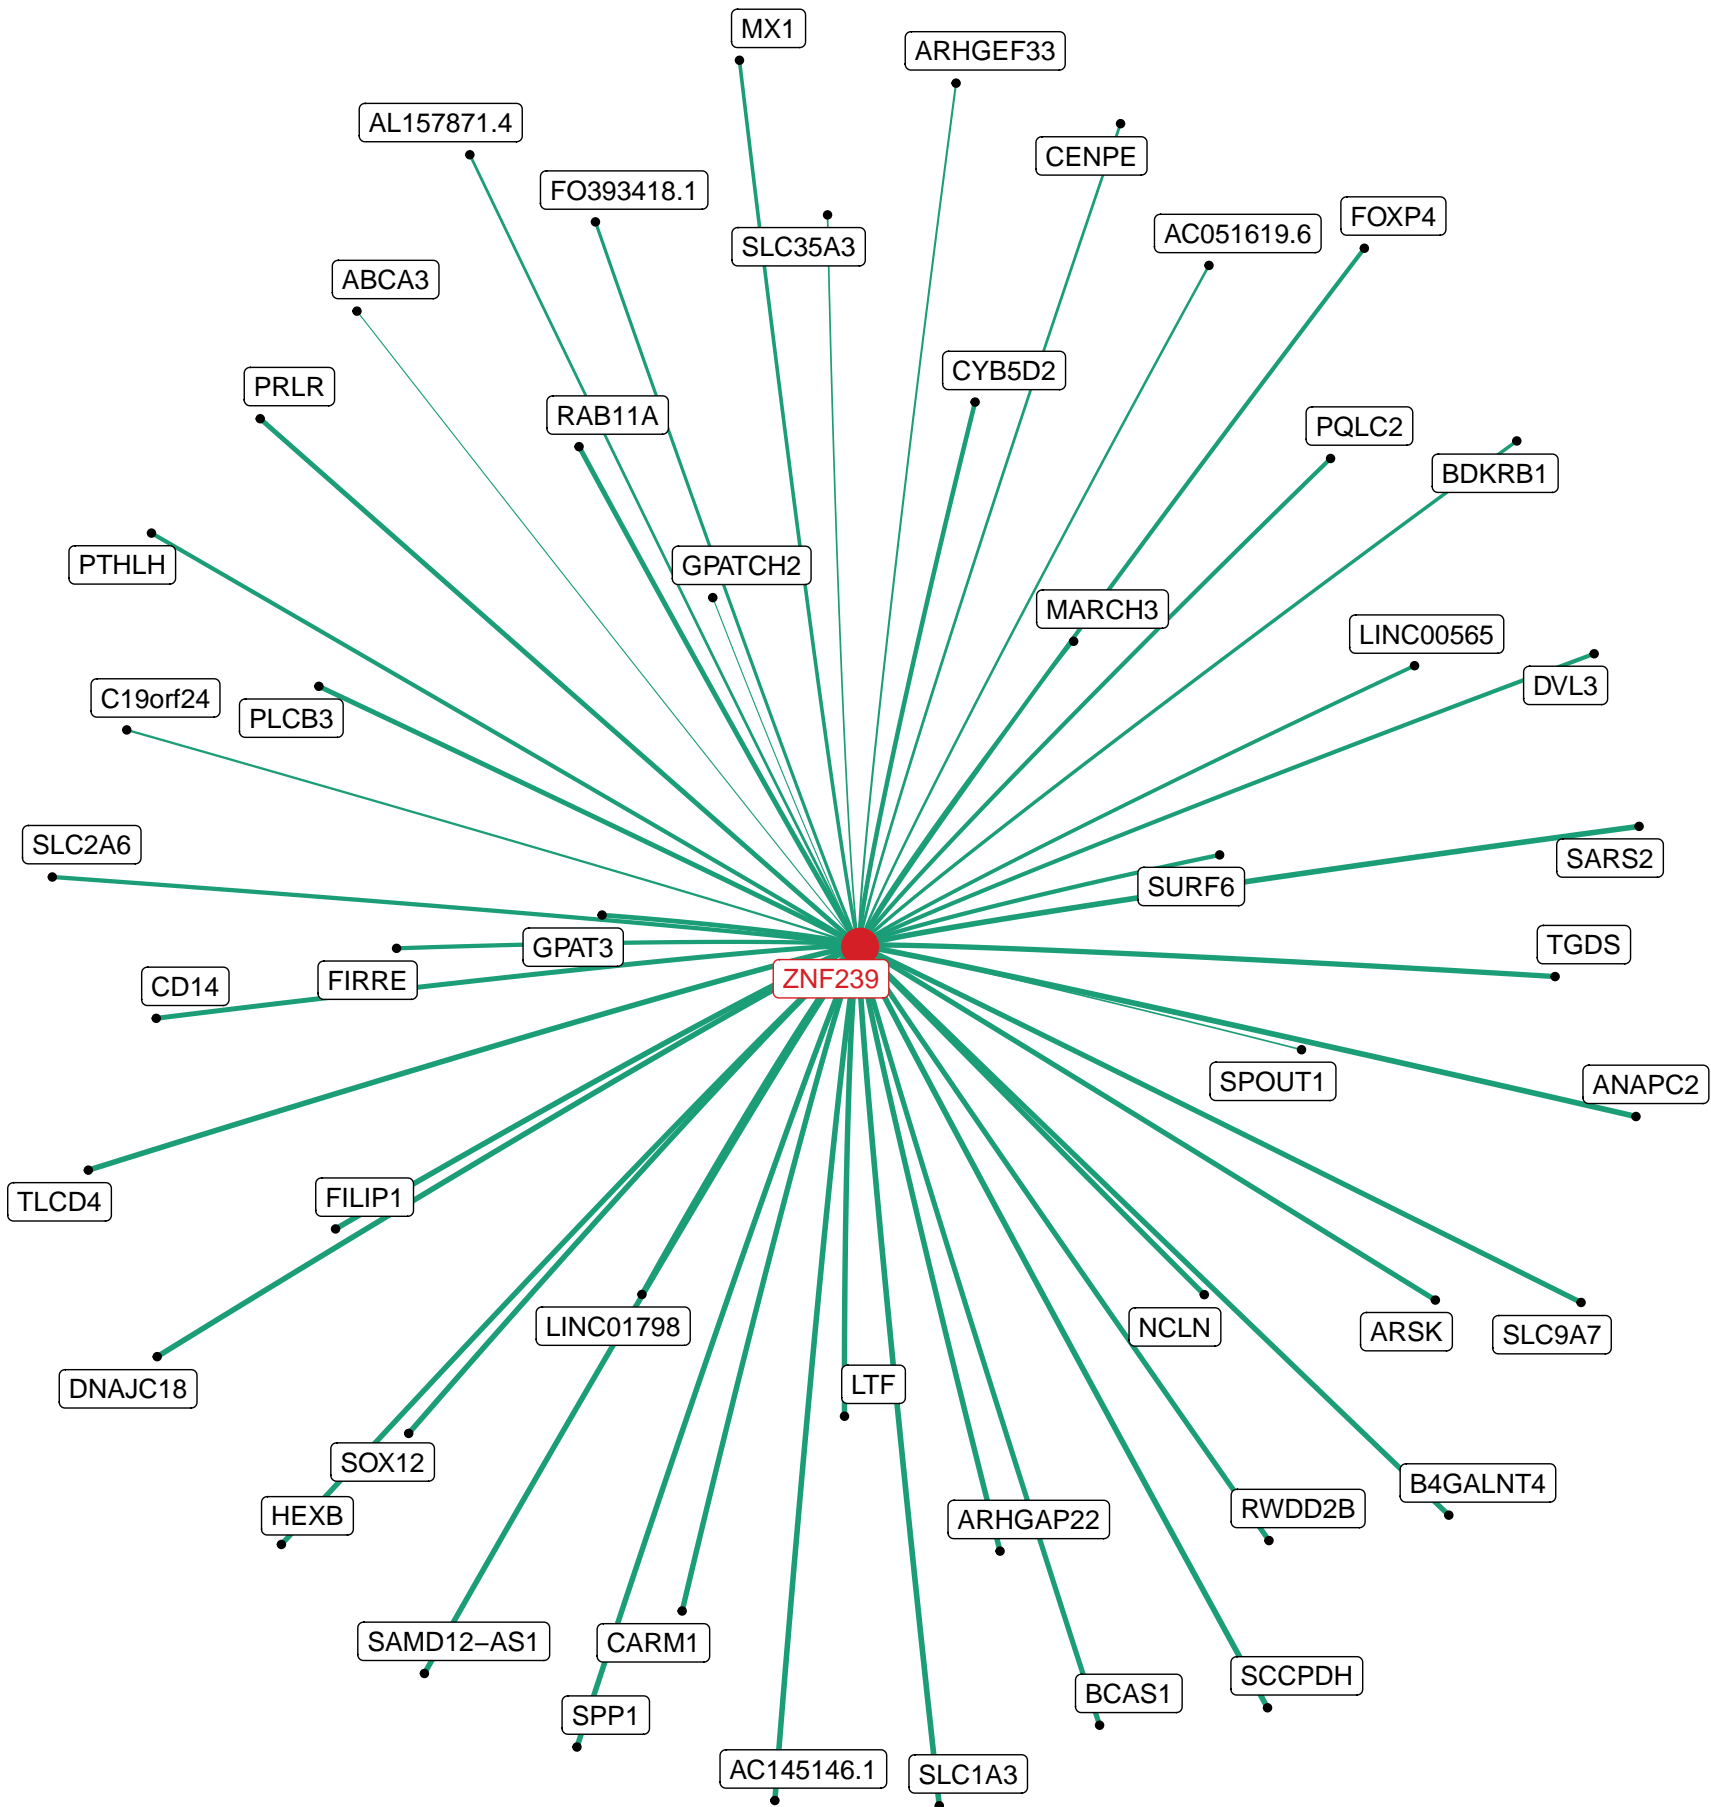 MX1
ARHGEF33
AL157871.4
CENPE
FO393418.1
FOXP4
AC051619.6
SLC35A3
ABCA3
CYB5D2
PRLR
RAB11A
PQLC2
BDKRB1
PTHLH
GPATCH2
MARCH3
LINC00565
DVL3
C19orf24
PLCB3
SLC2A6
SARS2
SURF6
TGDS
GPAT3
ZNF239
FIRRE
CD14
SPOUT1
ANAPC2
FILIP1
TLCD4
LINC01798
NCLN
ARSK
SLC9A7
DNAJC18
LTF
SOX12
B4GALNT4
RWDD2B
HEXB
ARHGAP22
SAMD12–AS1
CARM1
SCCPDH
BCAS1
SPP1
AC145146.1
SLC1A3